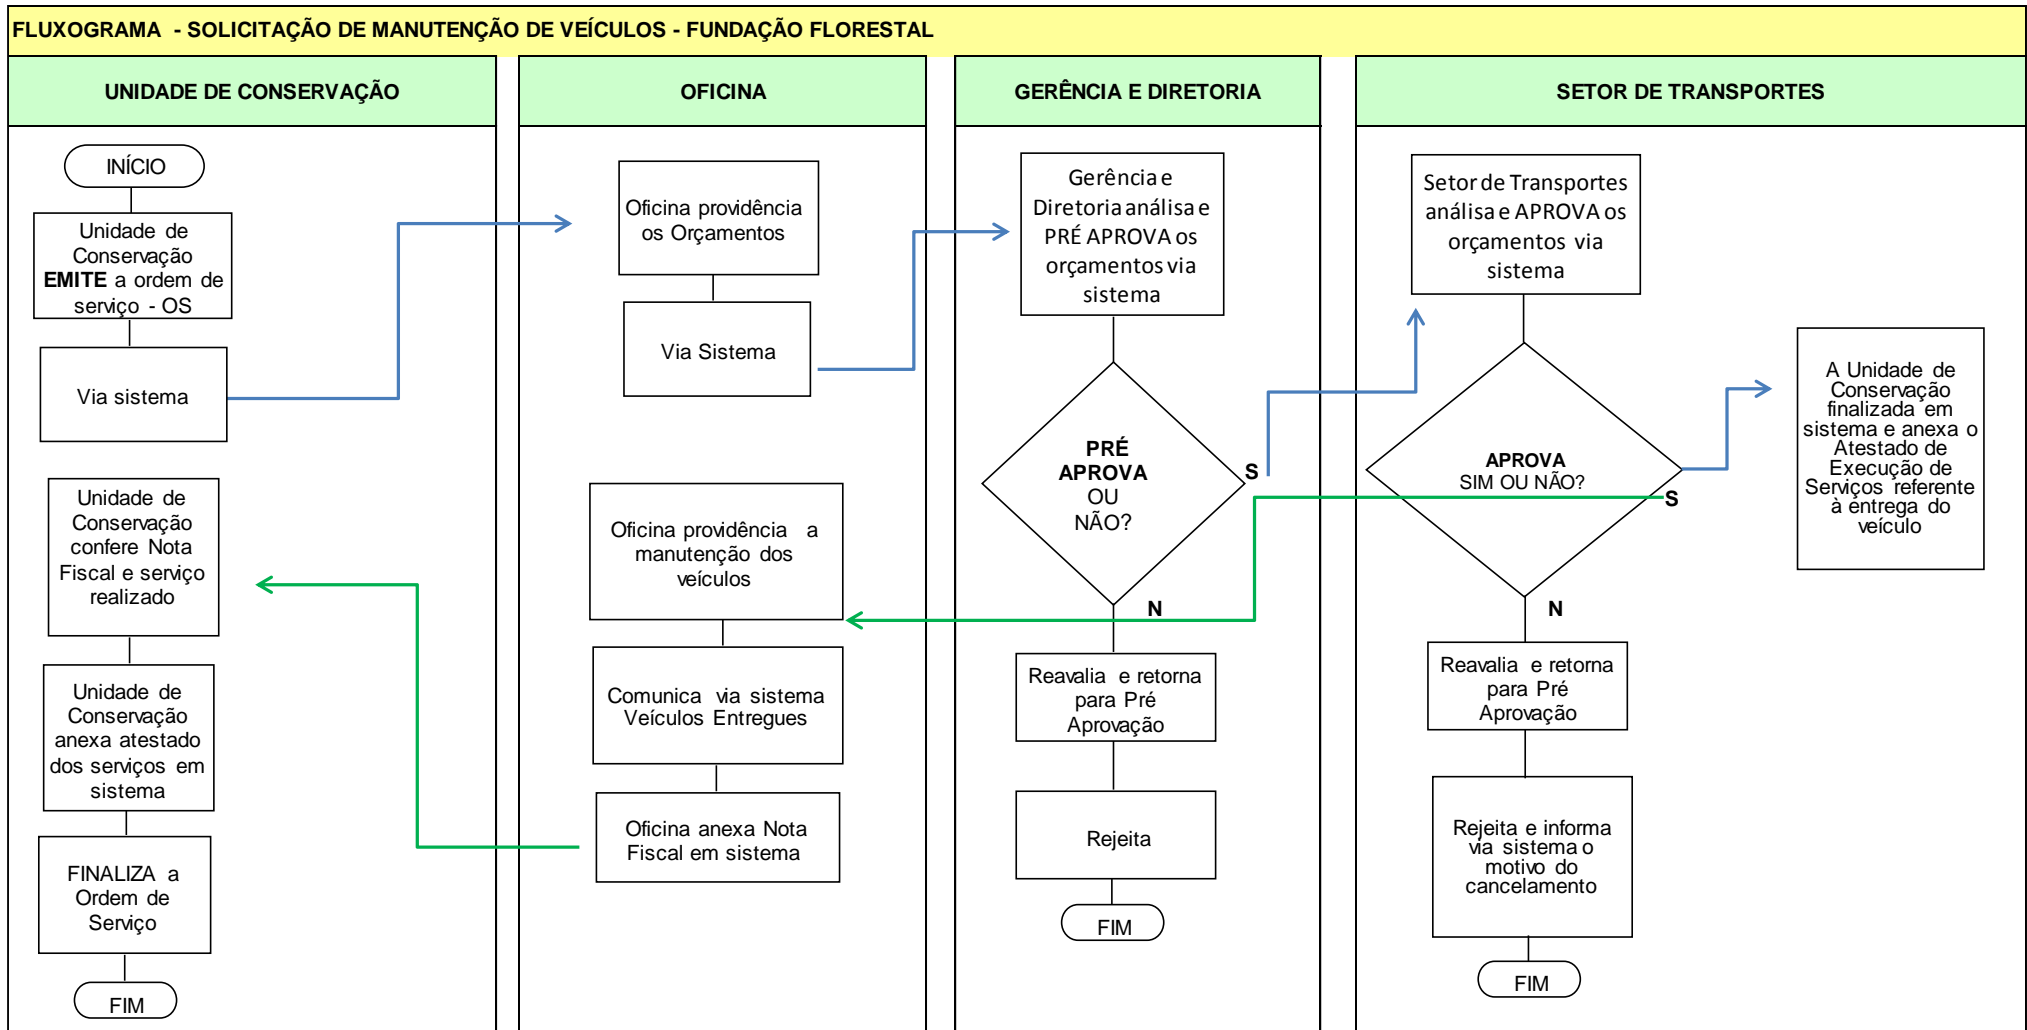 FLUXOGRAMA - SOLICITAÇÃO DE MANUTENÇÃO DE VEÍCULOS - FUNDAÇÃO FLORESTAL
UNIDADE DE CONSERVAÇÃO
INÍCIO
Unidade de
Conservação
EMITE a ordem de
serviço - OS
Via sistema
Unidade de
Conservação
confere Nota
Fiscal e serviço
realizado
Unidade de
Conservação
anexa atestado
dos serviços em
sistema
FINALIZA a
Ordem de
Serviço
FIM
OFICINA
Oficina providência
os Orçamentos
Via Sistema
Oficina providência a
manutenção dos
veículos
Comunica via sistema
Veículos Entregues
Oficina anexa Nota
Fiscal em sistema
GERÊNCIA E DIRETORIA
Gerência e
Diretoria análisa e
PRÉ APROVA os
orçamentos via
sistema
PRÉ
APROVA
OU
NÃO?
S
N
Reavalia e retorna
para Pré
Aprovação
Rejeita
FIM
SETOR DE TRANSPORTES
Setor de Transportes
análisa e APROVA os
orçamentos via
sistema
APROVA
SIM OU NÃO?
S
N
A Unidade de
Conservação
finalizada em
sistema e anexa o
Atestado de
Execução de
Serviços referente
à entrega do
veículo
Reavalia e retorna
para Pré
Aprovação
Rejeita e informa
via sistema o
motivo do
cancelamento
FIM